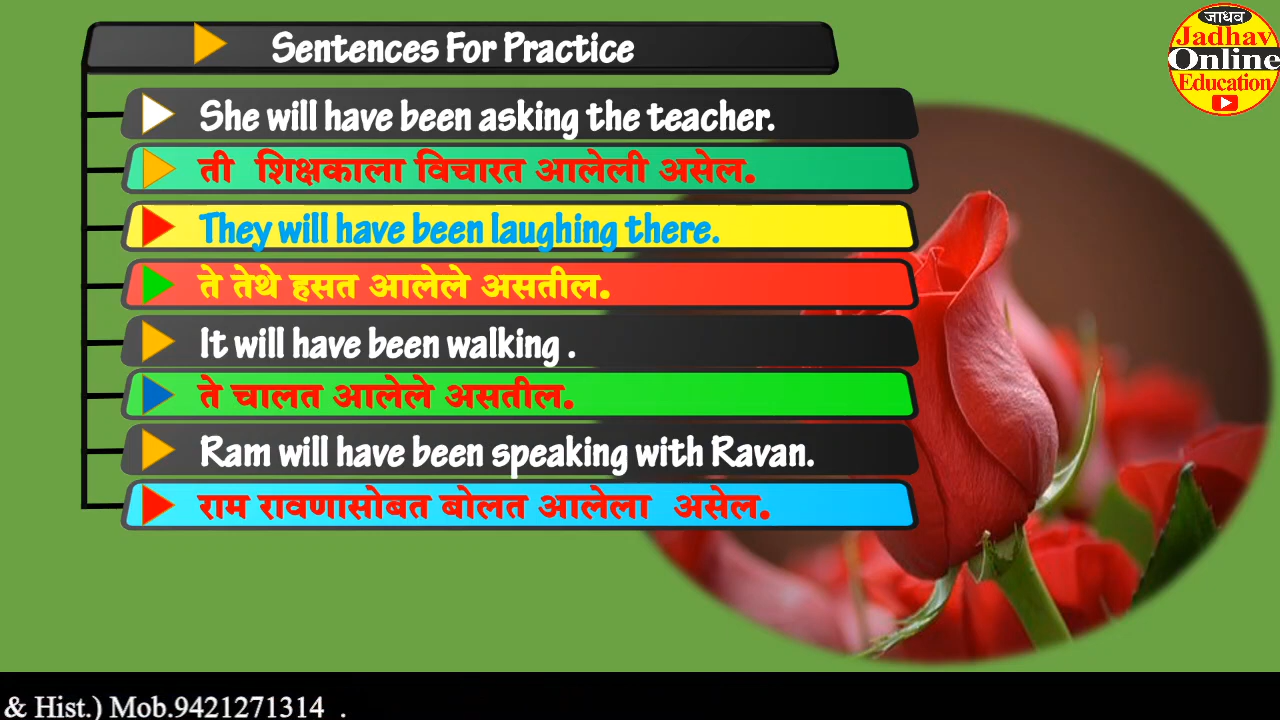 Sentences For Practice
She will have been asking the teacher.
ती शिक्षकाला विचारत आलेली असेल.
They will have been laughing there.
ते तेथे हसत आलेले असतील.
It will have been walking .
ते चालत आलेले असतील.
Ram will have been speaking with Ravan.
राम रावणासोबत बोलत आलेला असेल.
जाधव
Jadhav
Online
Education
& Hist.) Mob.9421271314 .